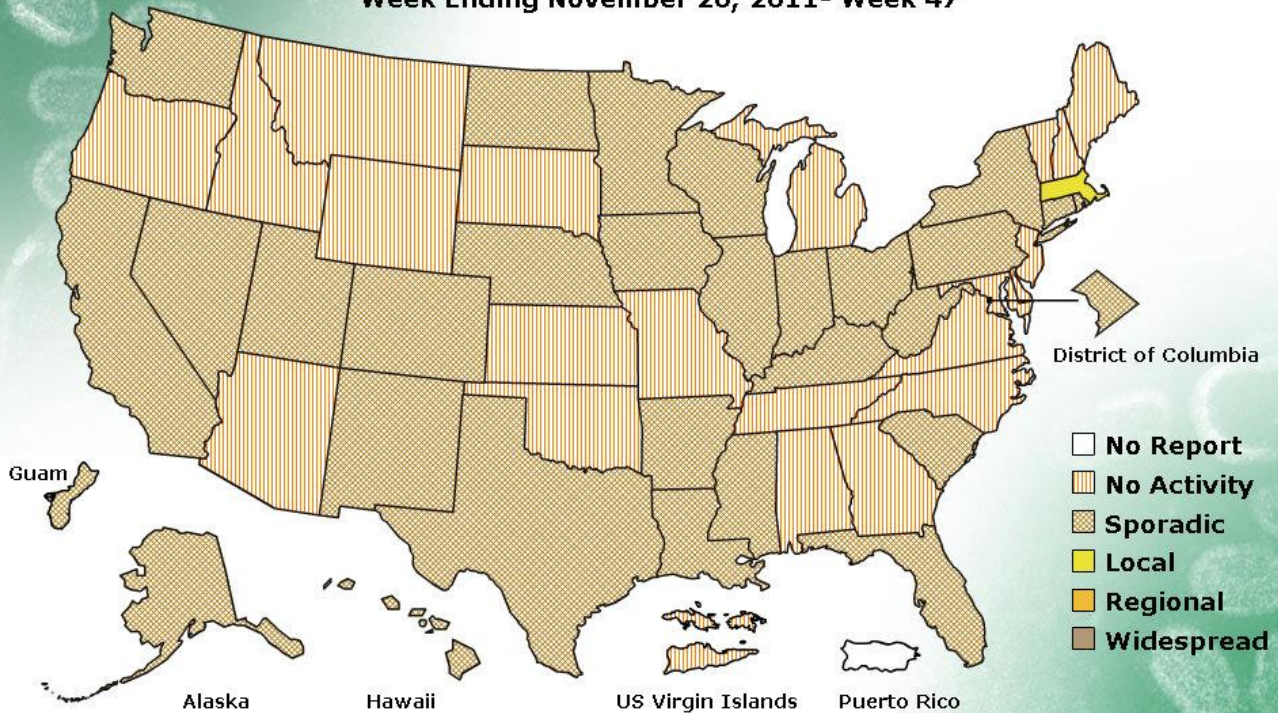 Week Ending November 26, 2011- Week 47
District of Columbia
No Report
Guam
No Activity
Sporadic
Local
Regional
Widespread
Alaska
Hawaii
US Virgin Islands
Puerto Rico